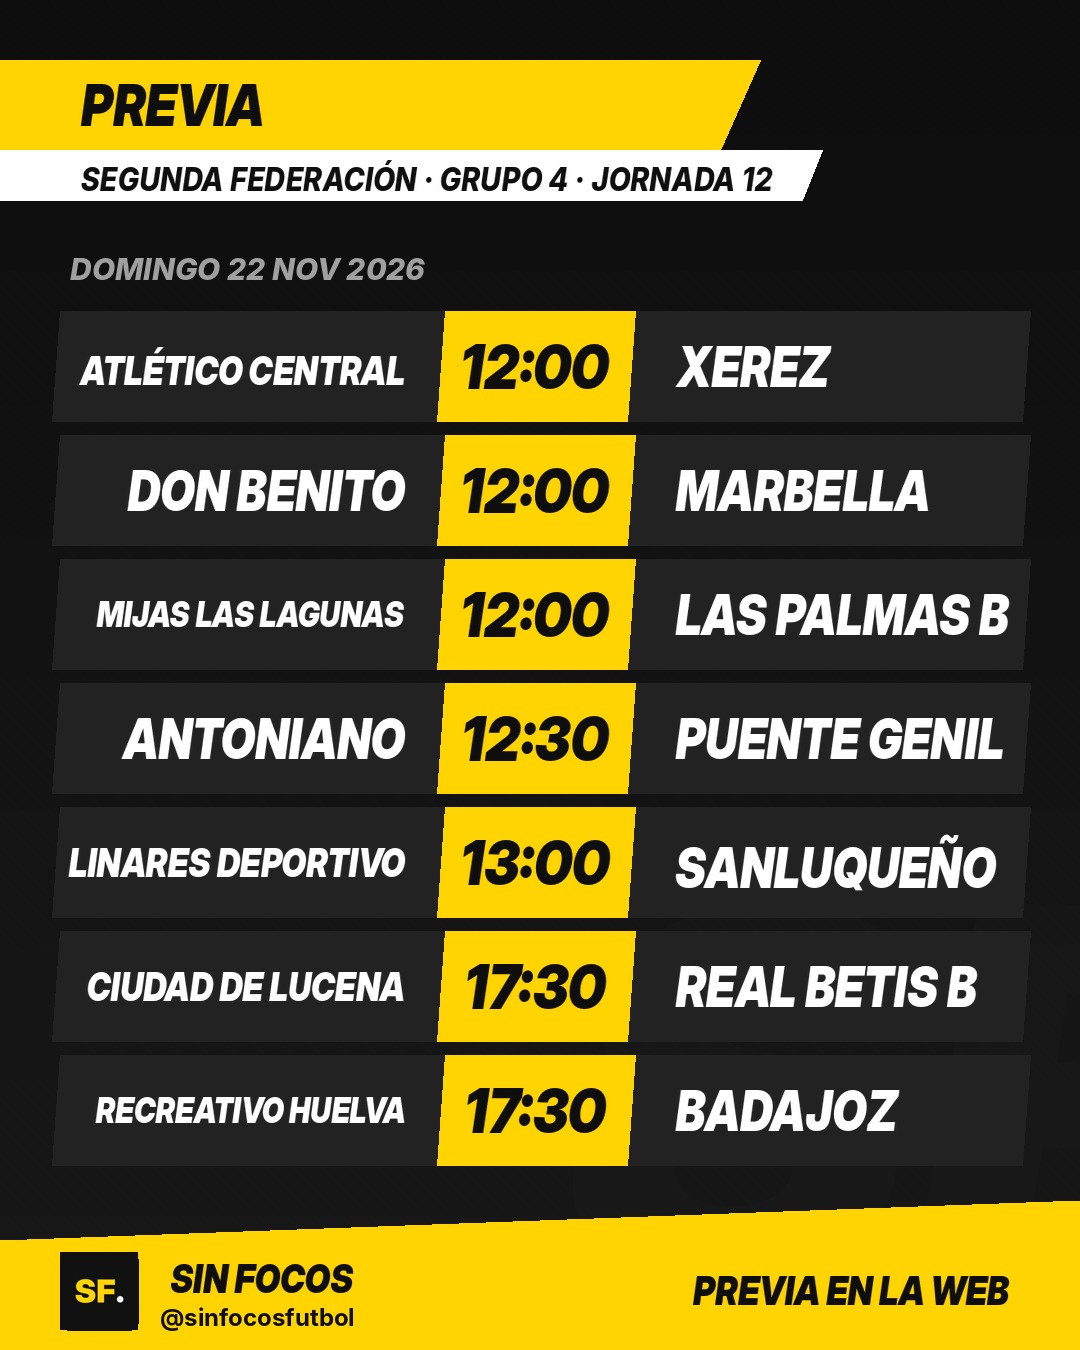 PREVIA
SEGUNDA FEDERACIÓN · GRUPO 4 · JORNADA 12
DOMINGO 22 NOV 2026
ATLÉTICO CENTRAL 12:00 XEREZ
DON BENITO 12:00 MARBELLA
MIJAS LAS LAGUNAS 12:00 LAS PALMAS B
ANTONIANO 12:30 PUENTE GENIL
LINARES DEPORTIVO 13:00 SANLUQUEÑO
CIUDAD DE LUCENA 17:30 REAL BETIS B
RECREATIVO HUELVA 17:30 BADAJOZ
SF.
SIN FOCOS
@sinfocosfutbol
PREVIA EN LA WEB